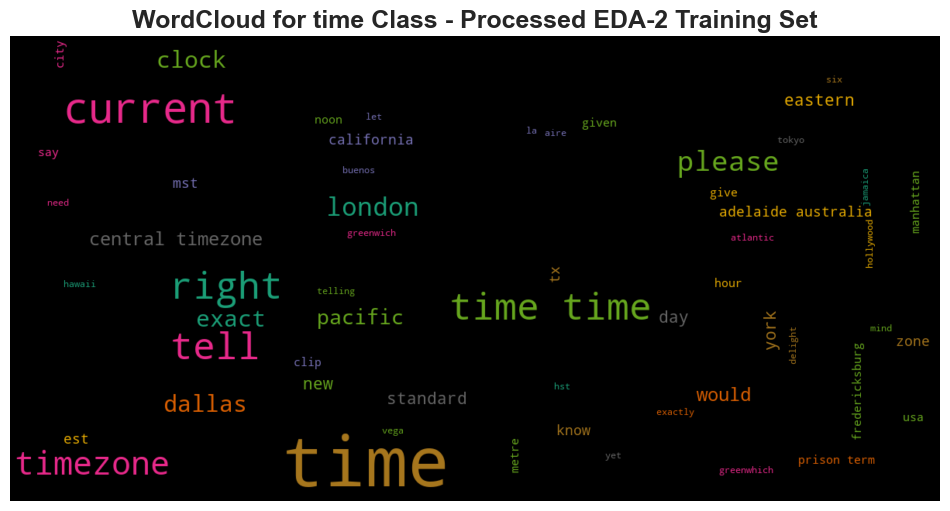 WordCloud for time Class - Processed EDA-2 Training Set
city
clock
six
current
eastern
noon
let
given
la
aire
california
tokyo
say
please
buenos
mst
give
jamaica
manhattan
need
london
adelaide australia
greenwich
atlantic
hollywood
central timezone
right
tx
hour
hawaii
telling
time time
exact
pacific
day
york
mind
tell
delight
zone
clip
new
hst
fredericksburg
dallas
standard
would
exactly
usa
est
vega
know
metre
yet
timezone
time
prison term
greenwhich